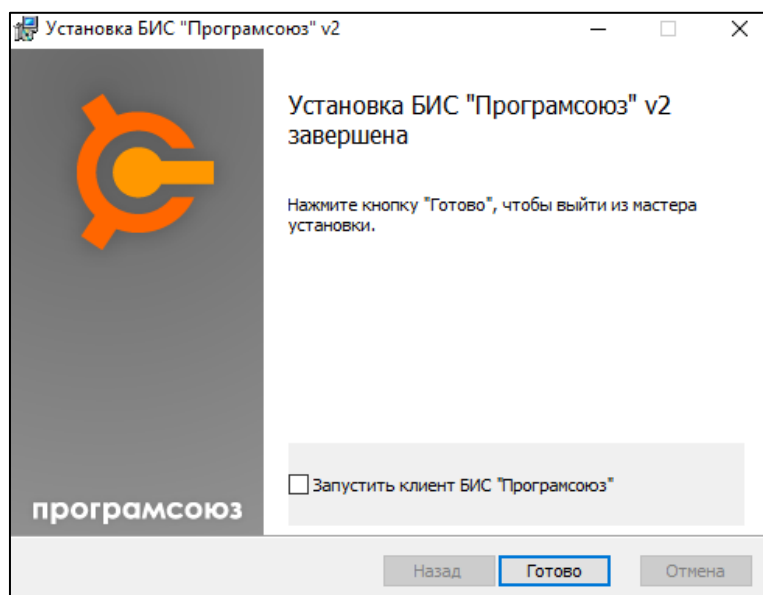 Установка БИС "Програмсоюз" v2
Установка БИС "Програмсоюз" v2
завершена
Нажмите кнопку "Готово", чтобы выйти из мастера
установки.
Запустить клиент БИС "Програмсоюз"
програмсоюз
Назад Готово Отмена